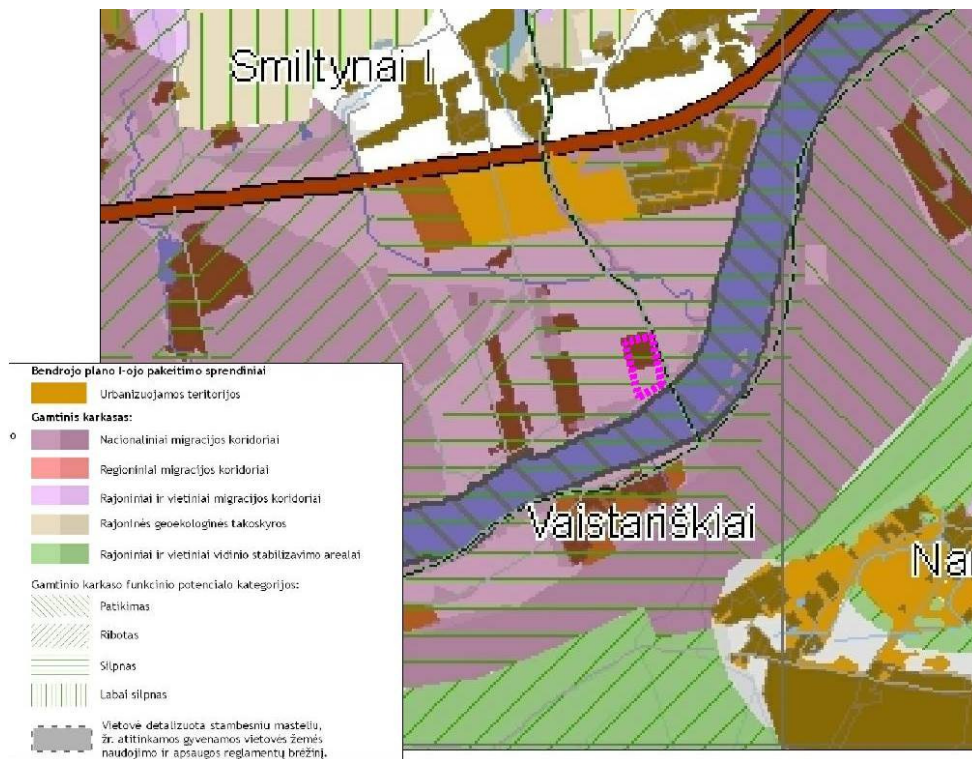 Smiltynai I
Bendrojo plano I-ojo pakeitimo sprendiniai
Urbanizuojamos teritorijos
Gamtinis karkasas:
Nacionaliniai migracijos koridoriai
Regioniniai migracijos koridoriai
Rajoniniai ir vietiniai migracijos koridoriai
Rajoninės geoekologinės takoskyros
Rajoniniai ir vietiniai vidinio stabilizavimo arealai
Gamtinio karkaso funkcinio potencialo kategorijos:
Patikimas
Ribotas
Silpnas
Labai silpnas
Vietovė detalizuota stambesniu masteliu,
žr. atitinkamos gyvenamos vietovės žemės
naudojimo ir apsaugos reglamentų brėžinį.
Vaistariškiai
Na